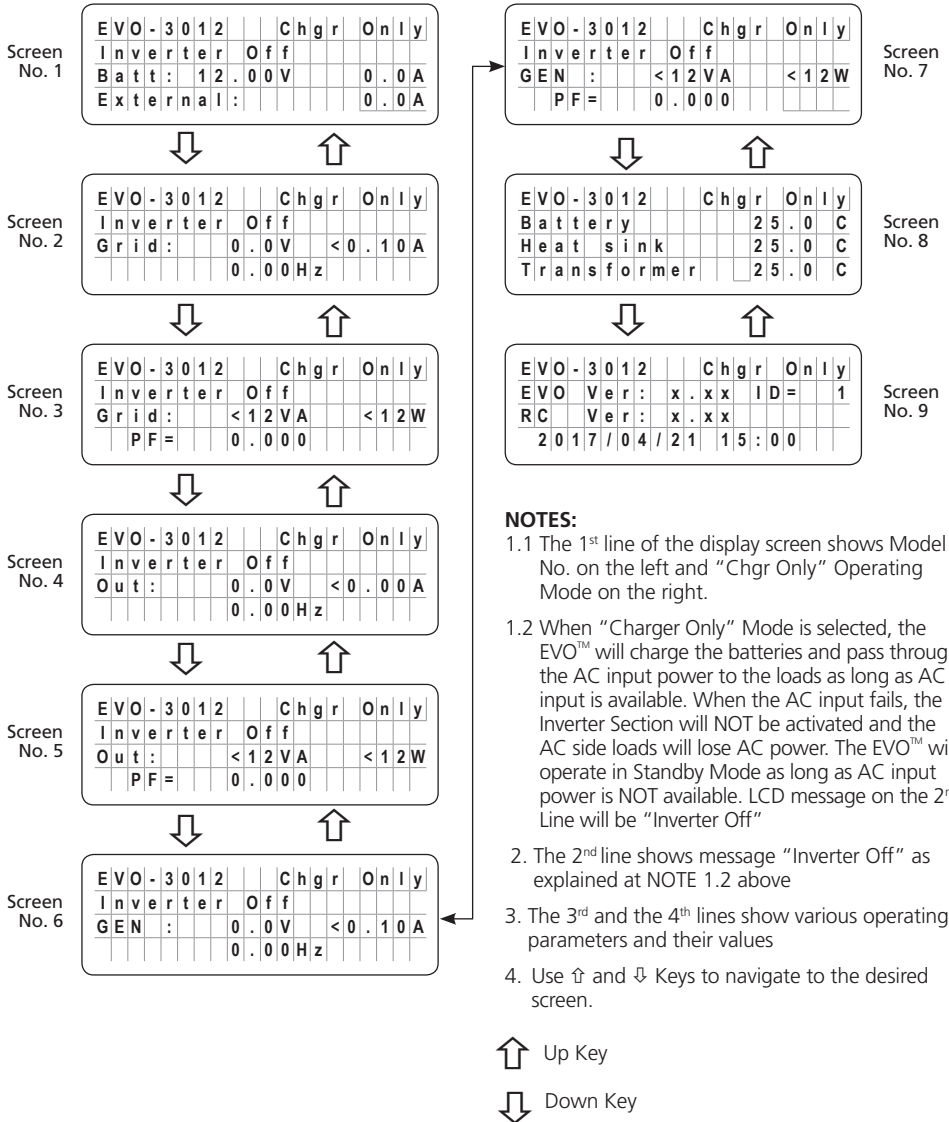 Screen
No. 1
EVO-3012 Chgr Only
Inverter Off
Batt: 12.00V 0.0A
External: 0.0A
Screen
No. 2
EVO-3012 Chgr Only
Inverter Off
Grid: 0.0V <0.10A
0.00Hz
Screen
No. 3
EVO-3012 Chgr Only
Inverter Off
Grid: <12VA <12W
PF= 0.000
Screen
No. 4
EVO-3012 Chgr Only
Inverter Off
Out: 0.0V <0.00A
0.00Hz
Screen
No. 5
EVO-3012 Chgr Only
Inverter Off
Out: <12VA <12W
PF= 0.000
Screen
No. 6
EVO-3012 Chgr Only
Inverter Off
GEN : 0.0V <0.10A
0.00Hz
EVO-3012 Chgr Only
Inverter Off
GEN : <12VA <12W
PF= 0.000
Screen
No. 7
EVO-3012 Chgr Only
Battery 25.0 C
Heat sink 25.0 C
Transformer 25.0 C
Screen
No. 8
EVO-3012 Chgr Only
EVO Ver: x.xx ID= 1
RC Ver: x.xx
2017/04/21 15:00
Screen
No. 9
NOTES:
1.1 The 1st line of the display screen shows Model
No. on the left and "Chgr Only" Operating
Mode on the right.
1.2 When "Charger Only" Mode is selected, the
EVO™ will charge the batteries and pass throug
the AC input power to the loads as long as AC
input is available. When the AC input fails, the
Inverter Section will NOT be activated and the
AC side loads will lose AC power. The EVO™ wi
operate in Standby Mode as long as AC input
power is NOT available. LCD message on the 2
Line will be "Inverter Off"
2. The 2nd line shows message "Inverter Off" as
explained at NOTE 1.2 above
3. The 3rd and the 4th lines show various operating
parameters and their values
4. Use ⇧ and ⇩ Keys to navigate to the desired
screen.
⇧ Up Key
⇩ Down Key